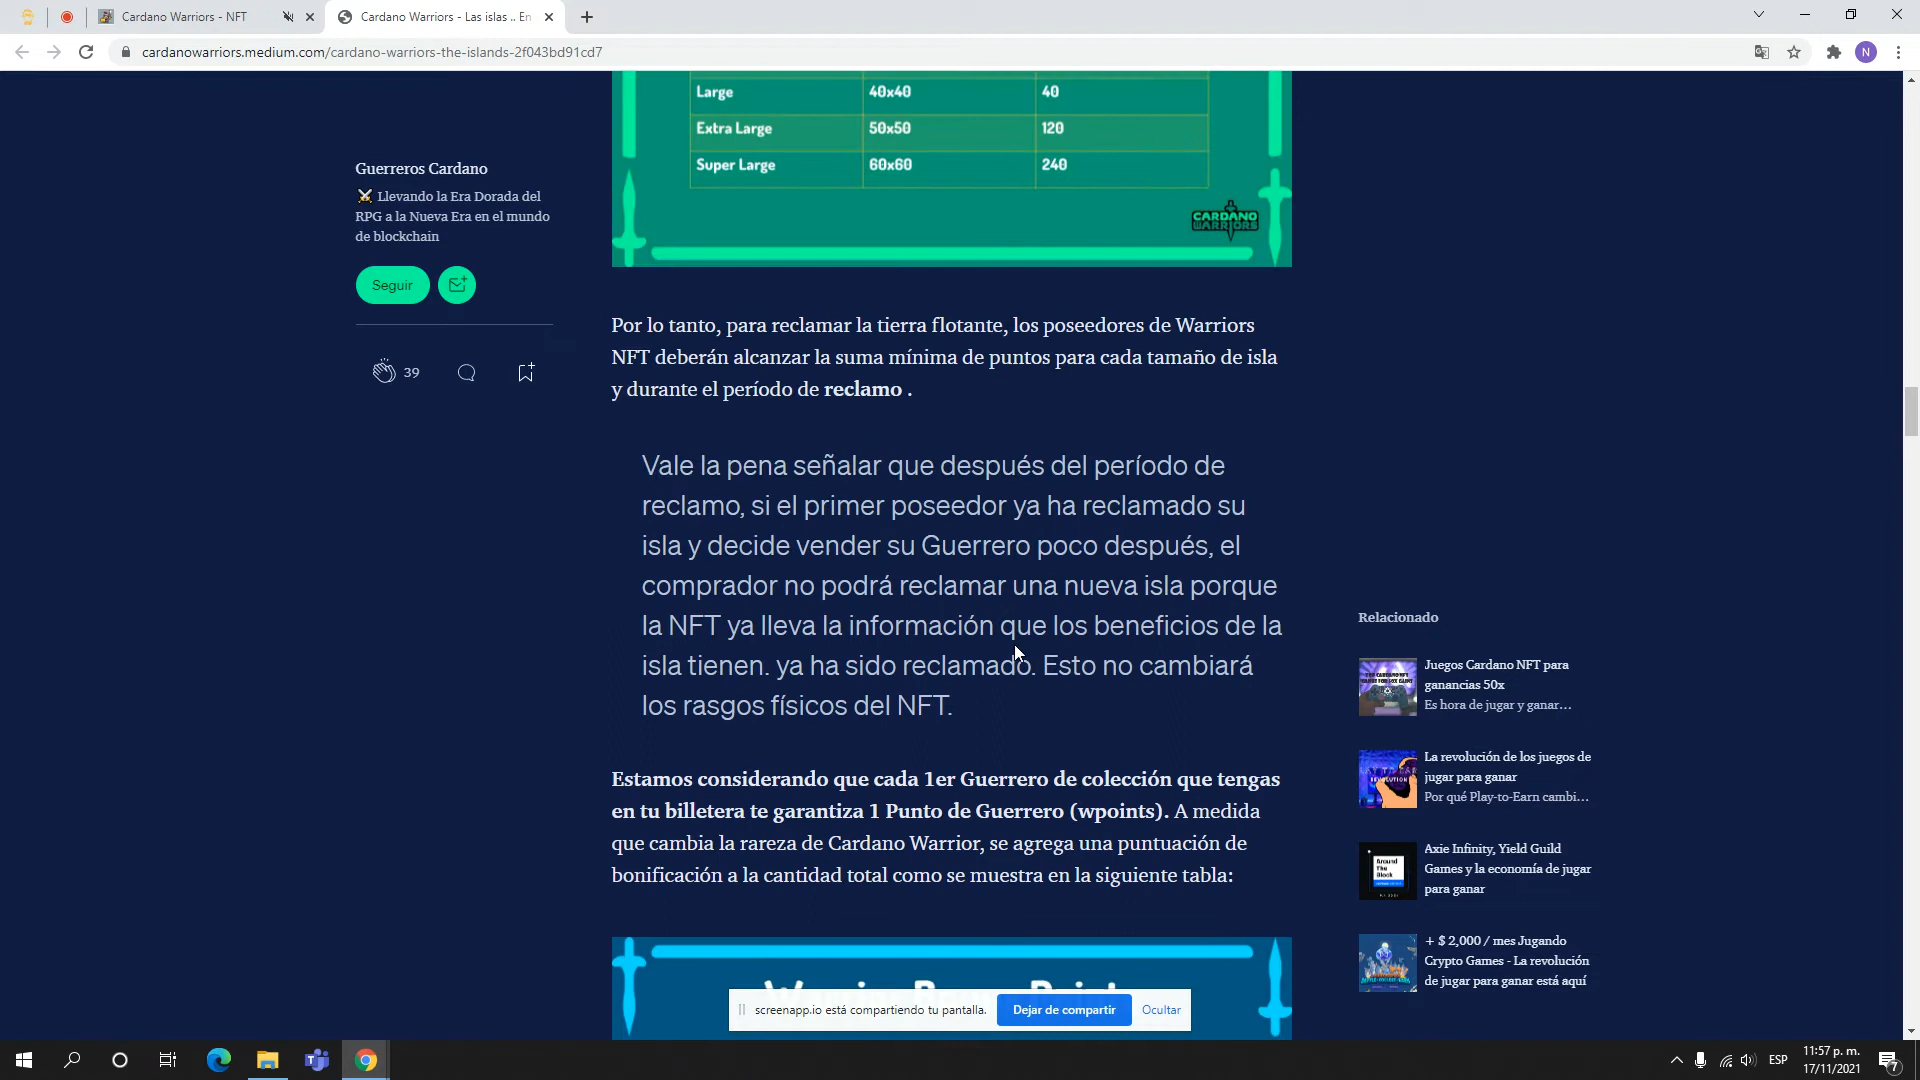 Cardano Warriors - NFT
Cardano Warriors - Las islas .. En
cardanowarriors.medium.com/cardano-warriors-the-islands-2f043bd91cd7
N
Large 40x40 40
Extra Large 50x50 120
Super Large 60x60 240
CARDANO
WARRIORS
Guerreros Cardano
Llevando la Era Dorada del
RPG a la Nueva Era en el mundo
de blockchain
Seguir
39
Por lo tanto, para reclamar la tierra flotante, los poseedores de Warriors
NFT deberán alcanzar la suma mínima de puntos para cada tamaño de isla
y durante el período de reclamo .
Vale la pena señalar que después del período de
reclamo, si el primer poseedor ya ha reclamado su
isla y decide vender su Guerrero poco después, el
comprador no podrá reclamar una nueva isla porque
la NFT ya lleva la información que los beneficios de la
isla tienen. ya ha sido reclamado. Esto no cambiará
los rasgos físicos del NFT.
Estamos considerando que cada 1er Guerrero de colección que tengas
en tu billetera te garantiza 1 Punto de Guerrero (wpoints). A medida
que cambia la rareza de Cardano Warrior, se agrega una puntuación de
bonificación a la cantidad total como se muestra en la siguiente tabla:
Relacionado
Juegos Cardano NFT para
ganancias 50x
Es hora de jugar y ganar...
La revolución de los juegos de
jugar para ganar
Por qué Play-to-Earn cambi...
Around
The
Block
Axie Infinity, Yield Guild
Games y la economía de jugar
para ganar
+ $ 2,000 / mes Jugando
Crypto Games - La revolución
de jugar para ganar está aquí
screenapp.io está compartiendo tu pantalla.
Dejar de compartir
Ocultar
ESP
11:57 p. m.
17/11/2021
7